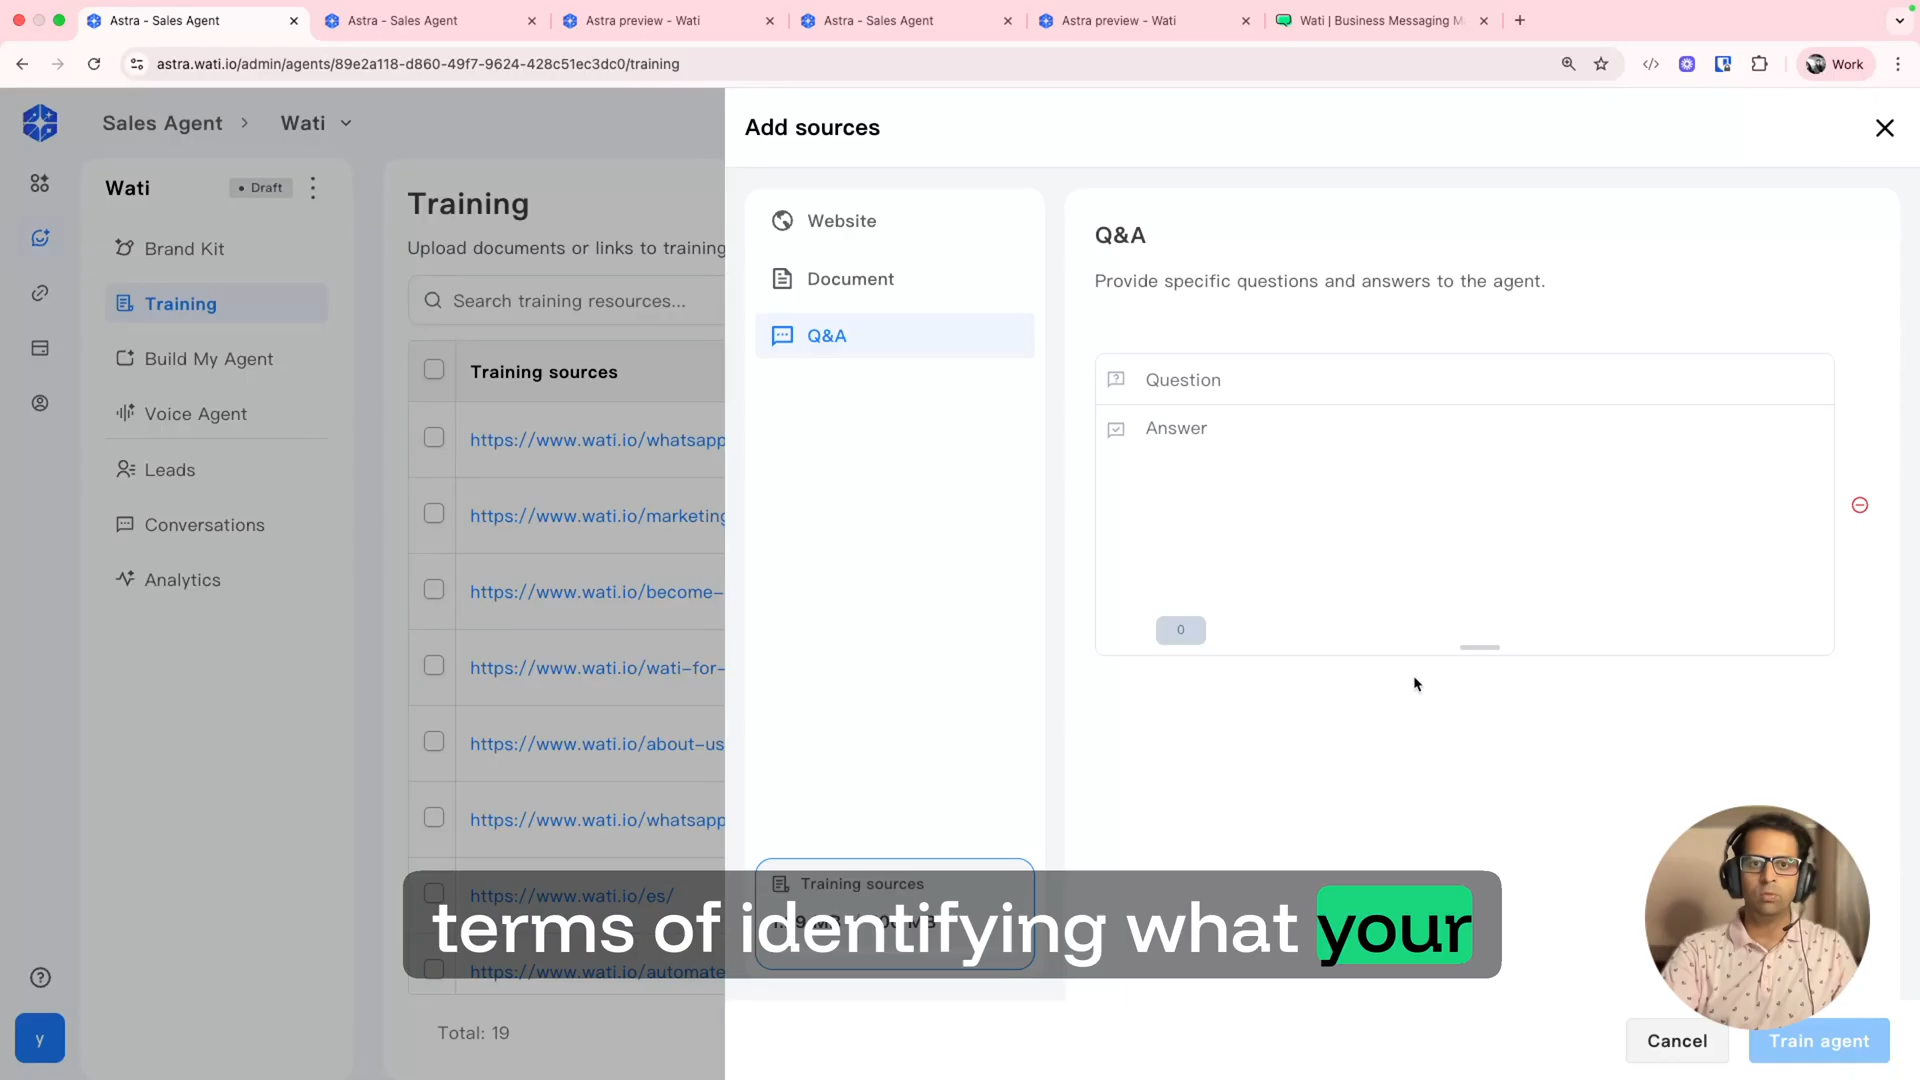 Astra - Sales Agent
Astra - Sales Agent
Astra preview - Wati
Astra - Sales Agent
Astra preview - Wati
Wati | Business Messaging M
astra.wati.io/admin/agents/89e2a118-d860-49f7-9624-428c51ec3dc0/training
Work
Sales Agent > Wati
Wati
• Draft
Brand Kit
Training
Build My Agent
Voice Agent
Leads
Conversations
Analytics
y
Training
Upload documents or links to training
Search training resources...
Training sources
https://www.wati.io/whatsapp
https://www.wati.io/marketing
https://www.wati.io/become-
https://www.wati.io/wati-for-
https://www.wati.io/about-us
https://www.wati.io/whatsapp
https://www.wati.io/es/
https://www.wati.io/automate
Total: 19
Add sources
Website
Document
Q&A
Training sources
Q&A
Provide specific questions and answers to the agent.
Question
Answer
0
terms of identifying what your
Cancel
Train agent